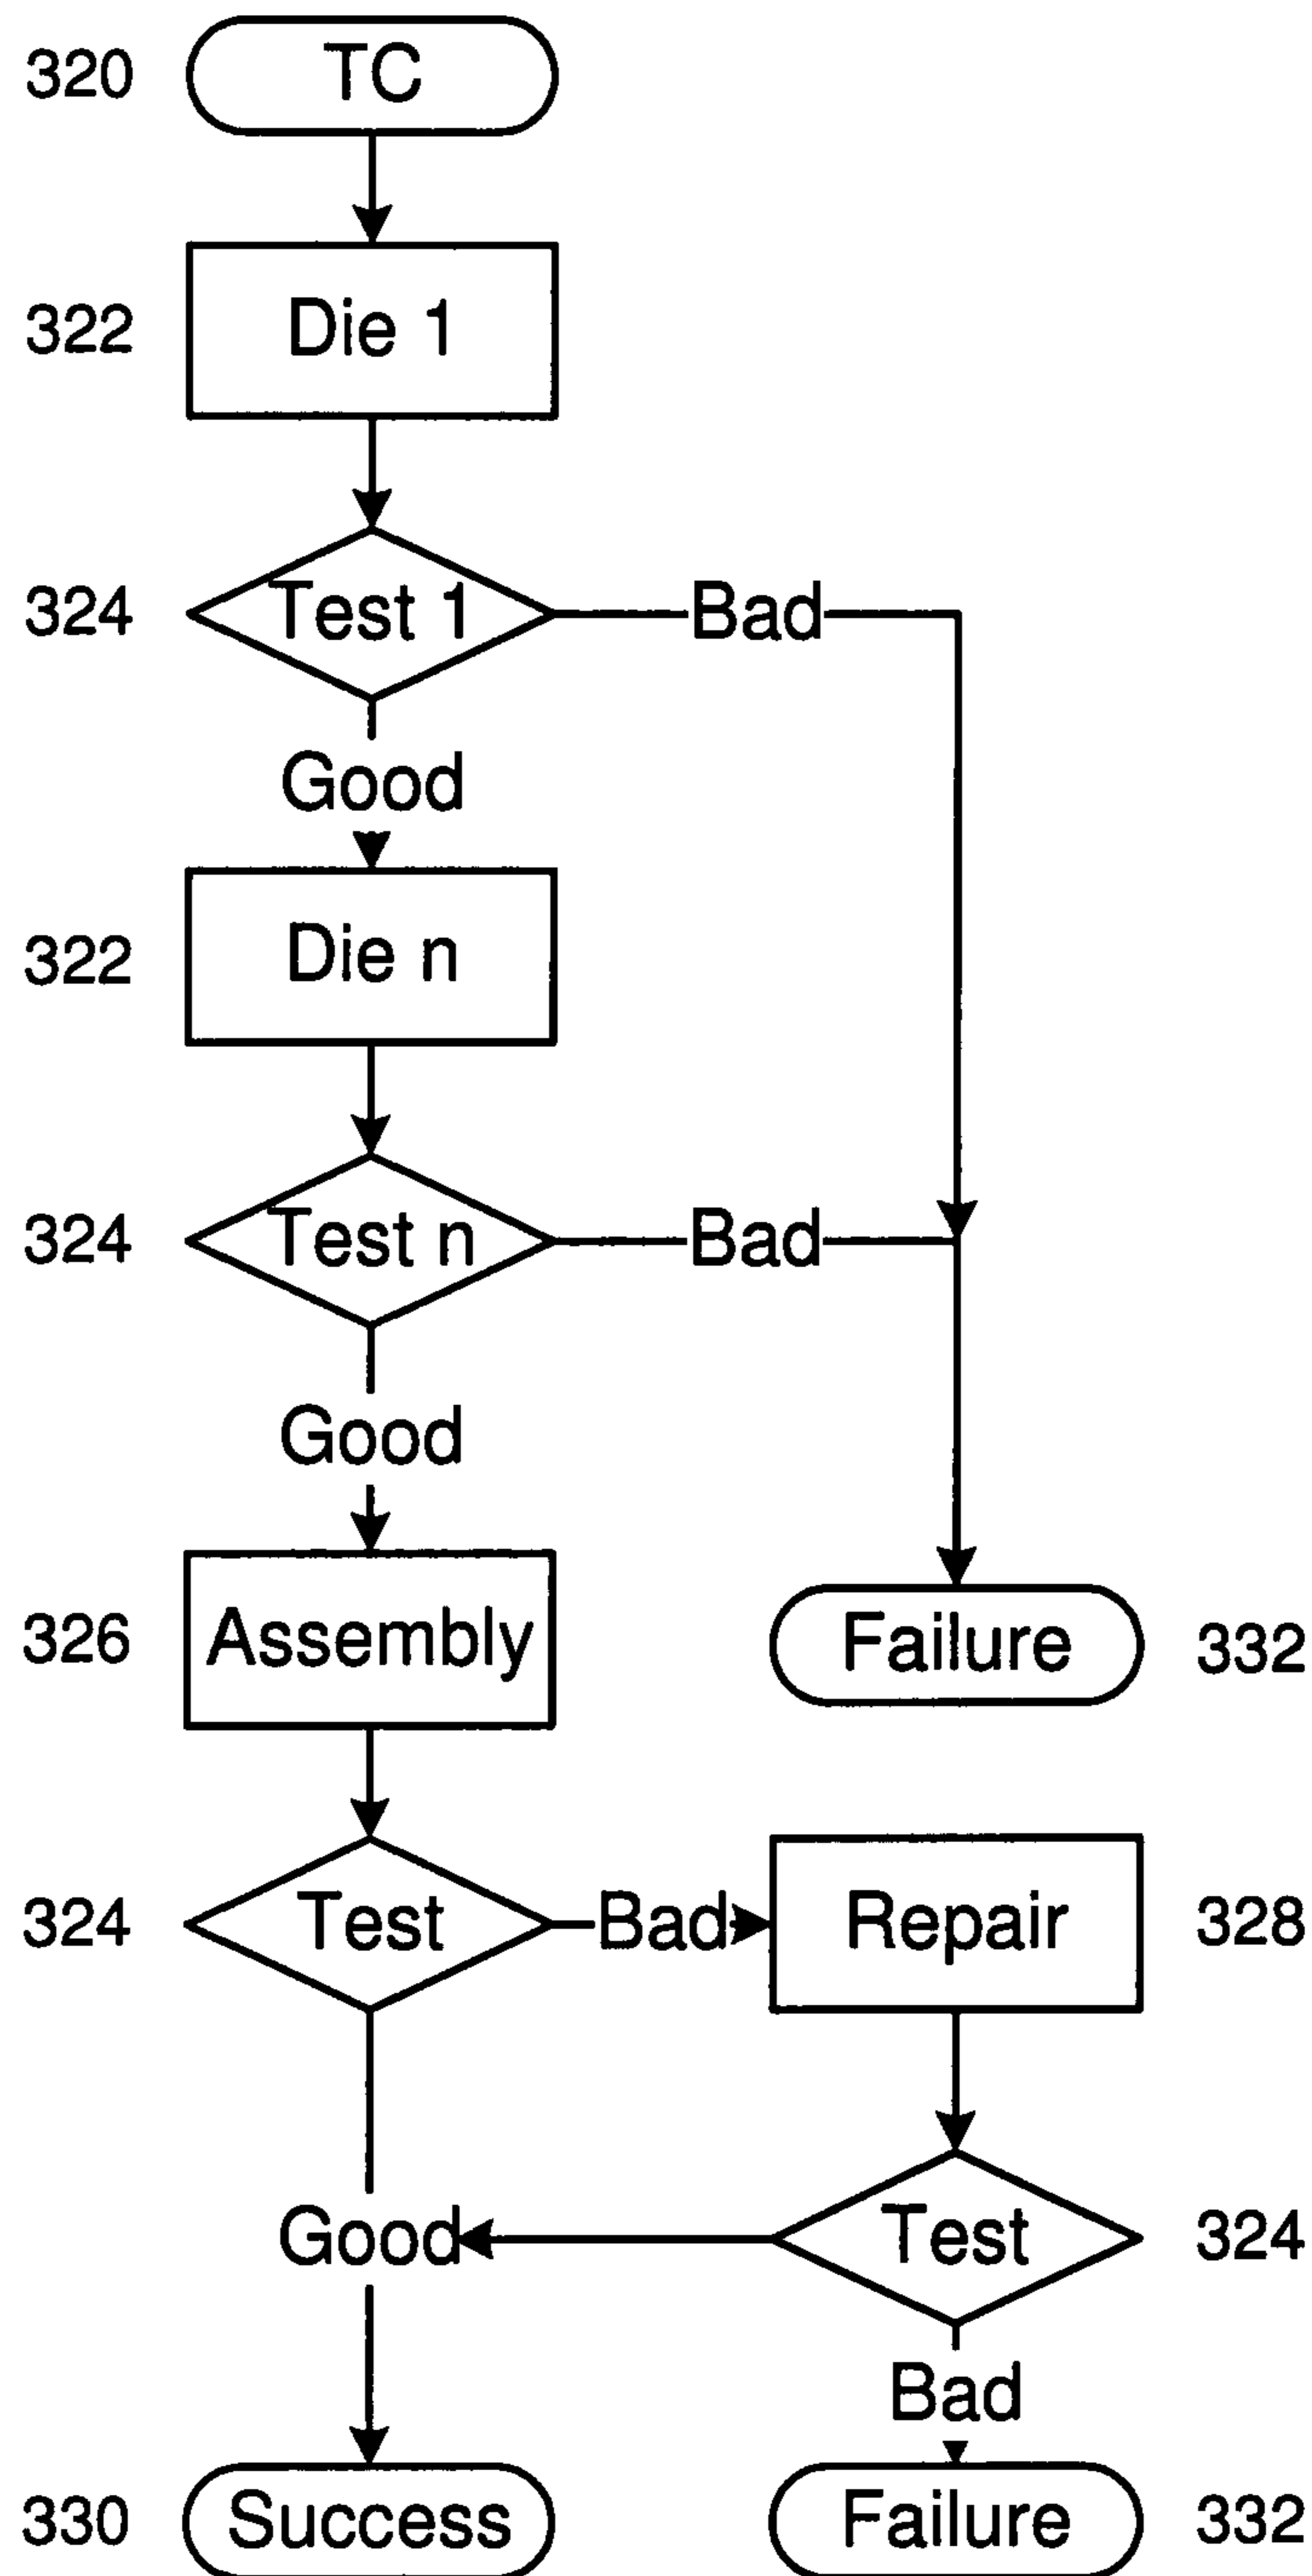 320 TC
322 Die 1
324 Test 1 Bad
Good
322 Die n
324 Test n Bad
Good
326 Assembly Failure 332
324 Test Bad Repair 328
Good Test 324
Bad
330 Success Failure 332